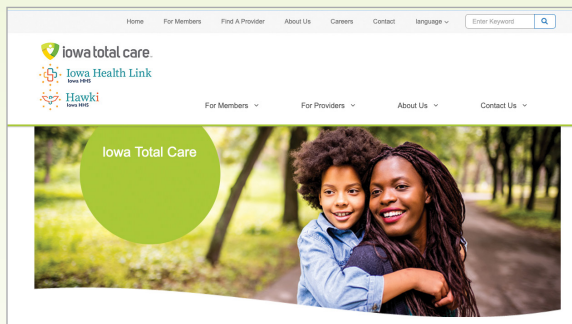 Home For Members Find A Provider About Us Careers Contact language Enter Keyword
iowa total care.
Iowa Health Link
Iowa HHS
Hawki
Iowa HHS
For Members For Providers About Us Contact Us
Iowa Total Care